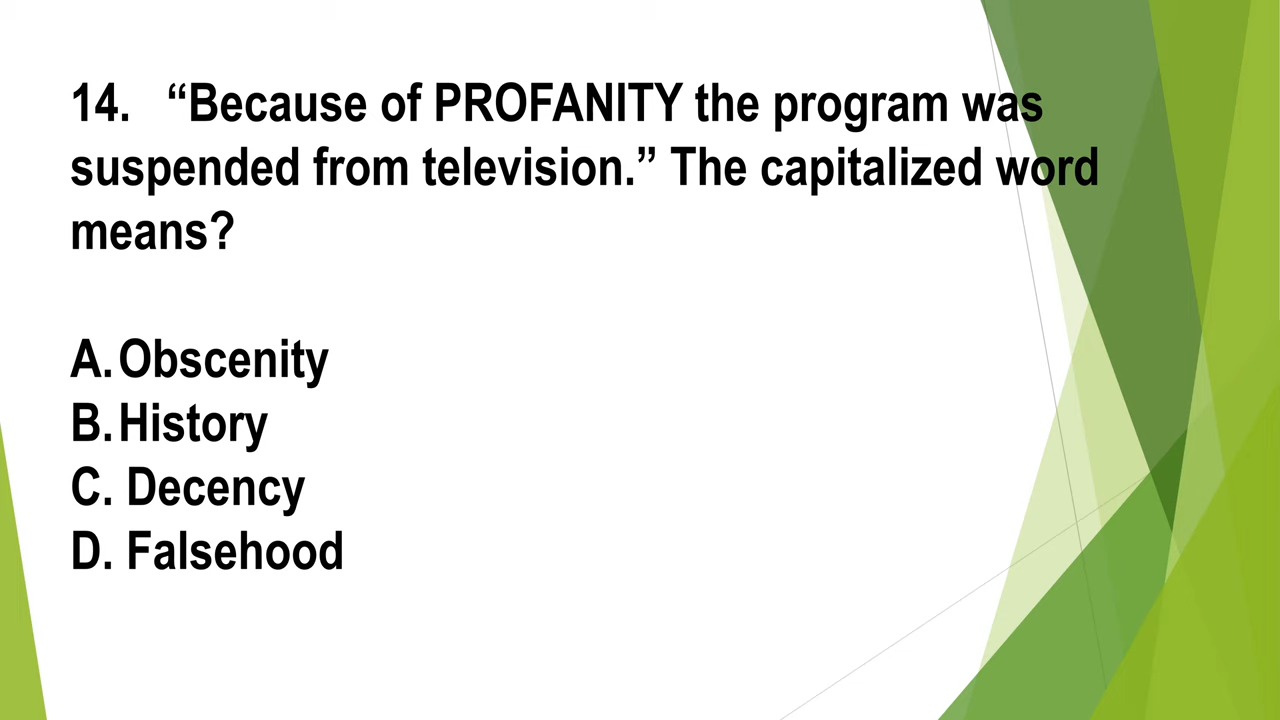 14. “Because of PROFANITY the program was
suspended from television.” The capitalized word
means?
A. Obscenity
B. History
C. Decency
D. Falsehood